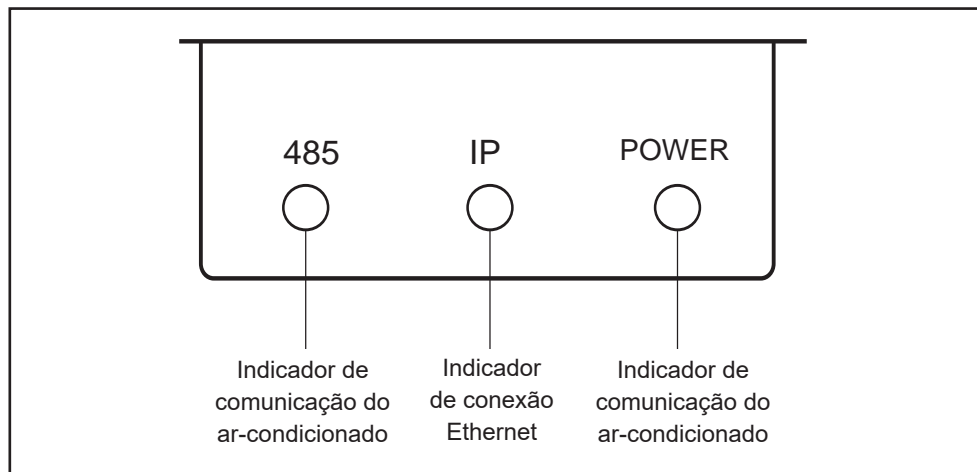 485
IP
POWER
Indicador de
comunicação do
ar-condicionado
Indicador
de conexão
Ethernet
Indicador de
comunicação do
ar-condicionado